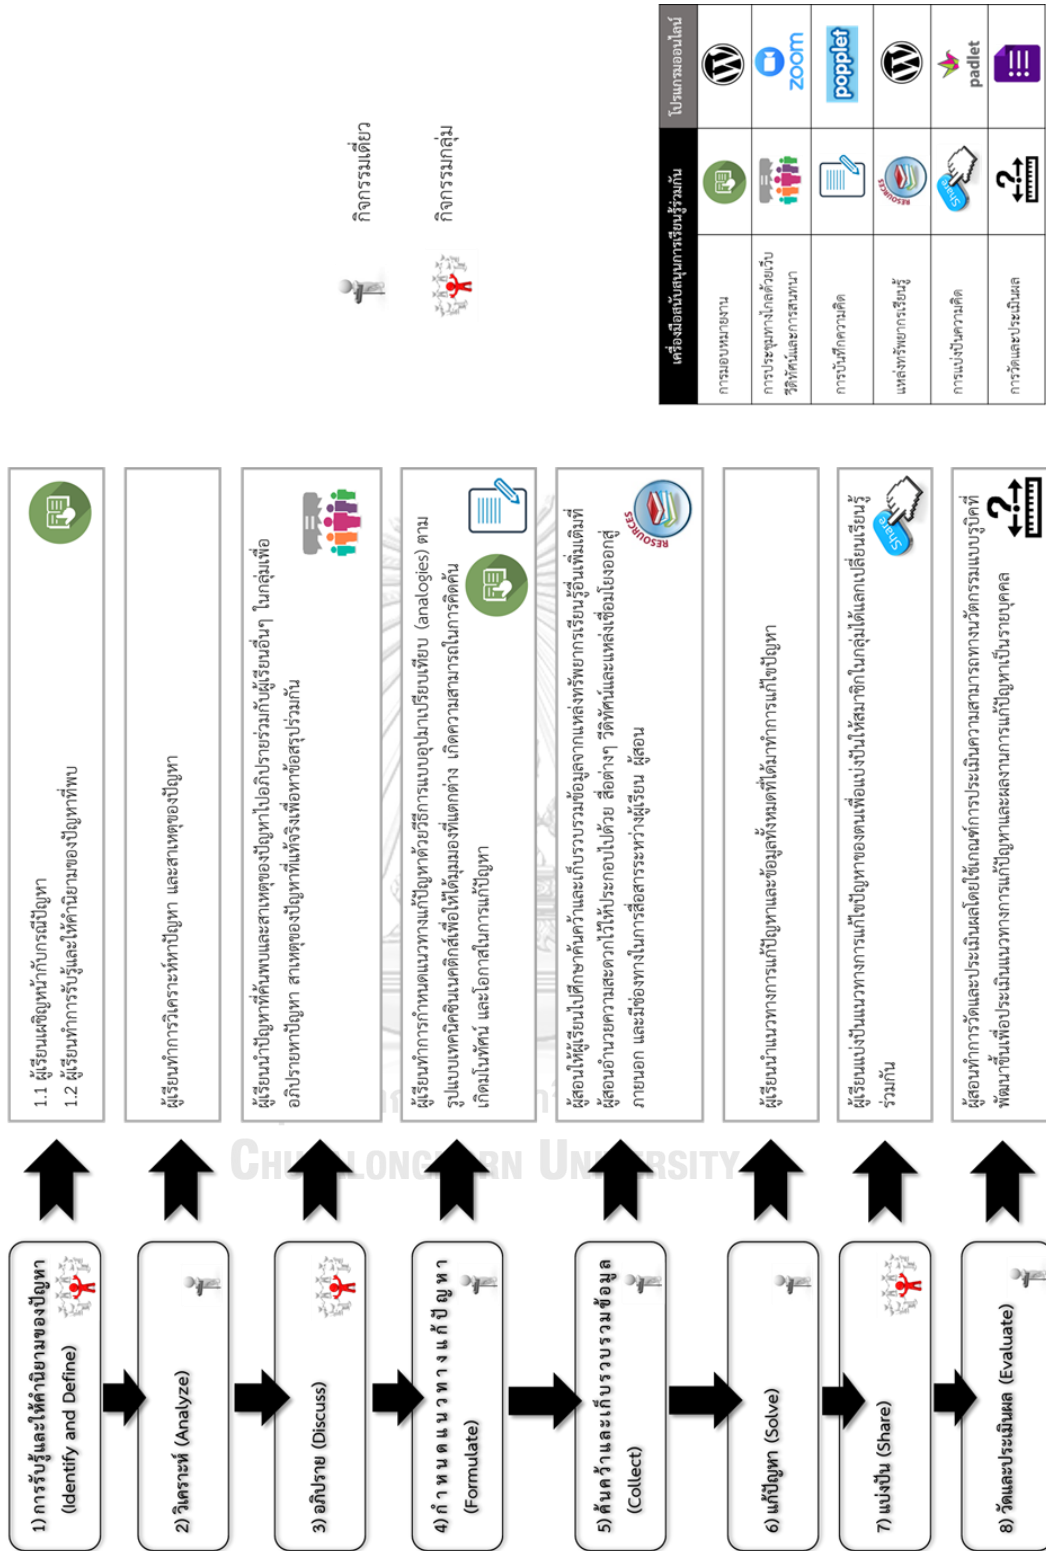 1) การรับรู้และให้คำนิยามของปัญหา
(Identify and Define)
1.1 ผู้เรียนเผชิญหน้ากับกรณีปัญหา
1.2 ผู้เรียนทำการรับรู้และให้คำนิยามของปัญหาที่พบ
2) วิเคราะห์ (Analyze)
ผู้เรียนทำการวิเคราะห์หาปัญหา และสาเหตุของปัญหา
3) อภิปราย (Discuss)
ผู้เรียนนำปัญหาที่ค้นพบและสาเหตุของปัญหาไปอภิปรายร่วมกับผู้เรียนอื่นๆ ในกลุ่มเพื่อ
อภิปรายหาปัญหา สาเหตุของปัญหาที่แท้จริงเพื่อหาข้อสรุปร่วมกัน
4) กำหนดแนวทางแก้ปัญหา
(Formulate)
ผู้เรียนทำการกำหนดแนวทางแก้ปัญหาด้วยวิธีการแบบอุปมาเปรียบเทียบ (analogies) ตาม
รูปแบบเทคนิคซินเนคติกส์เพื่อให้ได้มุมมองที่แตกต่าง เกิดความสามารถในการคิดค้น
เกิดมโนทัศน์ และโอกาสในการแก้ปัญหา
5) ค้นคว้าและเก็บรวบรวมข้อมูล
(Collect)
ผู้สอนให้ผู้เรียนไปศึกษาค้นคว้าและเก็บรวบรวมข้อมูลจากแหล่งทรัพยากรเรียนรู้อื่นเพิ่มเติมที่
ผู้สอนอำนวยความสะดวกไว้ให้ประกอบไปด้วย สื่อต่างๆ วีดิทัศน์และแหล่งเชื่อมโยงออกสู่
ภายนอก และมีช่องทางในการสื่อสารระหว่างผู้เรียน ผู้สอน
RESOURCES
6) แก้ปัญหา (Solve)
ผู้เรียนนำแนวทางการแก้ปัญหาและข้อมูลทั้งหมดที่ได้มาทำการแก้ไขปัญหา
7) แบ่งปัน (Share)
ผู้เรียนแบ่งปันแนวทางการแก้ไขปัญหาของตนเพื่อแบ่งปันให้สมาชิกในกลุ่มได้แลกเปลี่ยนเรียนรู้
ร่วมกัน
Share
8) วัดและประเมินผล (Evaluate)
ผู้สอนทำการวัดและประเมินผลโดยใช้เกณฑ์การประเมินความสามารถทางนวัตกรรมแบบรูบิคที่
พัฒนาขึ้นเพื่อประเมินแนวทางการแก้ปัญหาและผลงานการแก้ปัญหาเป็นรายบุคคล
CHULALONGKORN UNIVERSITY
กิจกรรมเดี่ยว
กิจกรรมกลุ่ม
เครื่องมือสนับสนุนการเรียนรู้ร่วมกัน โปรแกรมออนไลน์
การมอบหมายงาน
การประชุมทางไกลด้วยเว็บ
วีดิทัศน์และการสนทนา
zoom
การบันทึกความคิด
popplet
แหล่งทรัพยากรเรียนรู้
RESOURCES
การแบ่งปันความคิด
Share
padlet
การวัดและประเมินผล